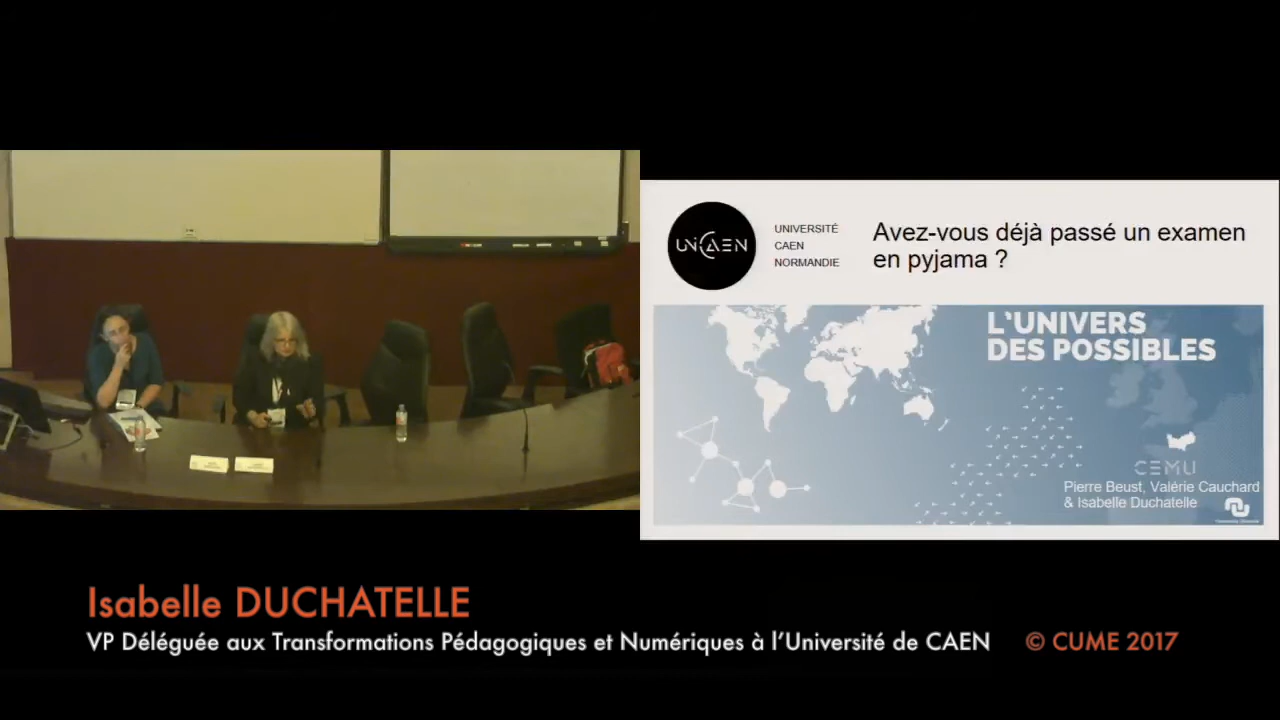 UNICAEN
UNIVERSITÉ
CAEN
NORMANDIE
Avez-vous déjà passé un examen
en pyjama ?
L'UNIVERS
DES POSSIBLES
CEMU
Pierre Beust, Valérie Cauchard
& Isabelle Duchatelle
Isabelle DUCHATELLE
VP Déléguée aux Transformations Pédagogiques et Numériques à l'Université de CAEN
© CUME 2017